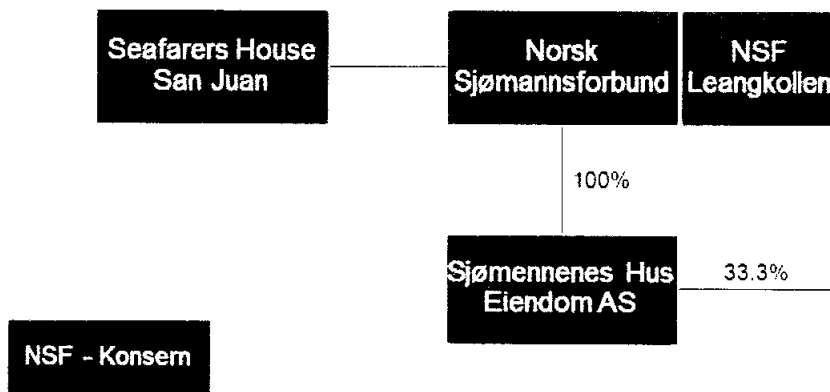 Seafarers House
San Juan
Norsk
Sjømannsforbund
NSF
Leangkollen
100%
Sjømennenes Hus
Eiendom AS
33.3%
NSF - Konsern